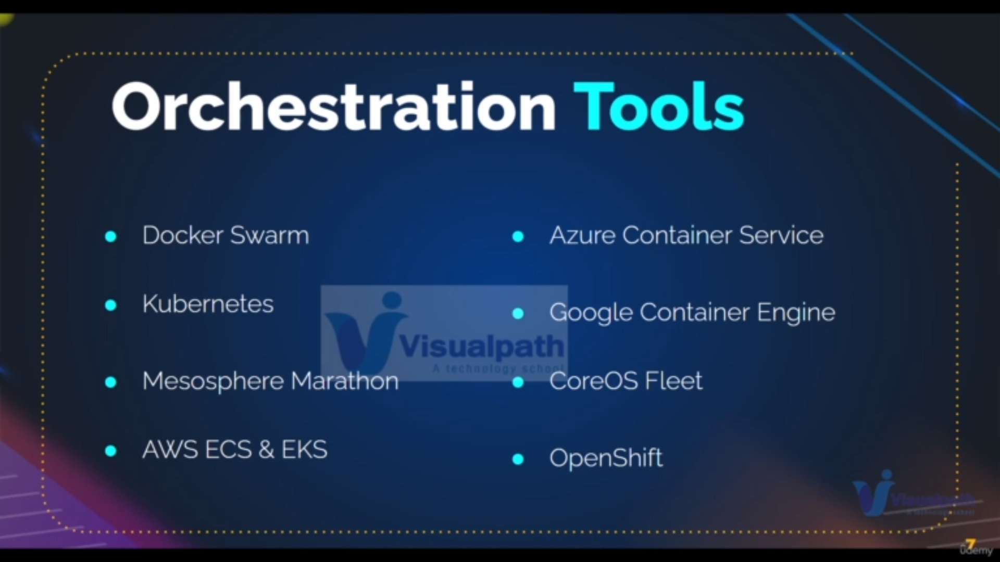 Orchestration Tools
Docker Swarm
Kubernetes
Mesosphere Marathon
AWS ECS & EKS
Azure Container Service
Google Container Engine
CoreOS Fleet
OpenShift
Visualpath
A technology school
Visualpath
A technology school
7
ûdemy